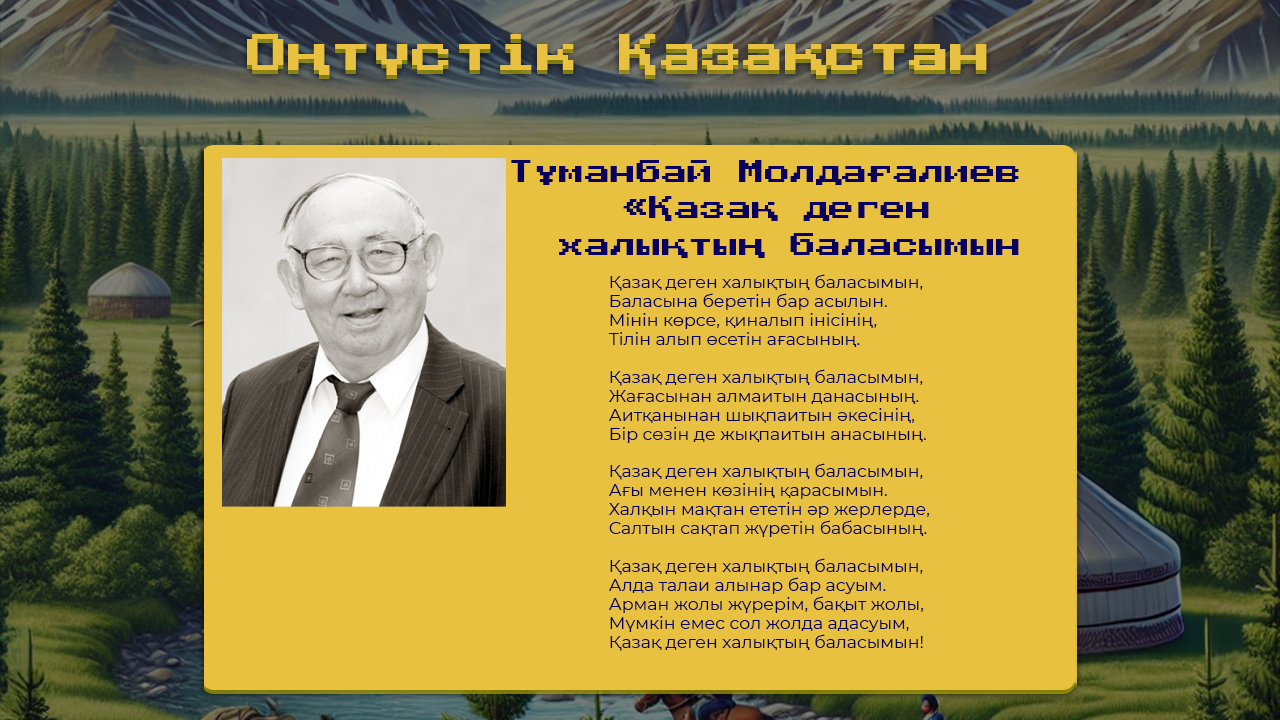 Оңтүстік Қазақстан
Тұманбай Молдағалиев
«Қазақ деген
халықтың баласымын
Қазақ деген халықтың баласымын,
Баласына беретін бар асылын.
Мінін көрсе, қиналып інісінің,
Тілін алып өсетін ағасының.
Қазақ деген халықтың баласымын,
Жағасынан алмаитын данасының.
Аитқанынан шықпаитын әкесінің,
Бір сөзін де жықпаитын анасының.
Қазақ деген халықтың баласымын,
Ағы менен көзінің қарасымын.
Халқын мақтан ететін әр жерлерде,
Салтын сақтап жүретін бабасының.
Қазақ деген халықтың баласымын,
Алда талаи алынар бар асуым.
Арман жолы жүрерім, бақыт жолы,
Мүмкін емес сол жолда адасуым,
Қазақ деген халықтың баласымын!